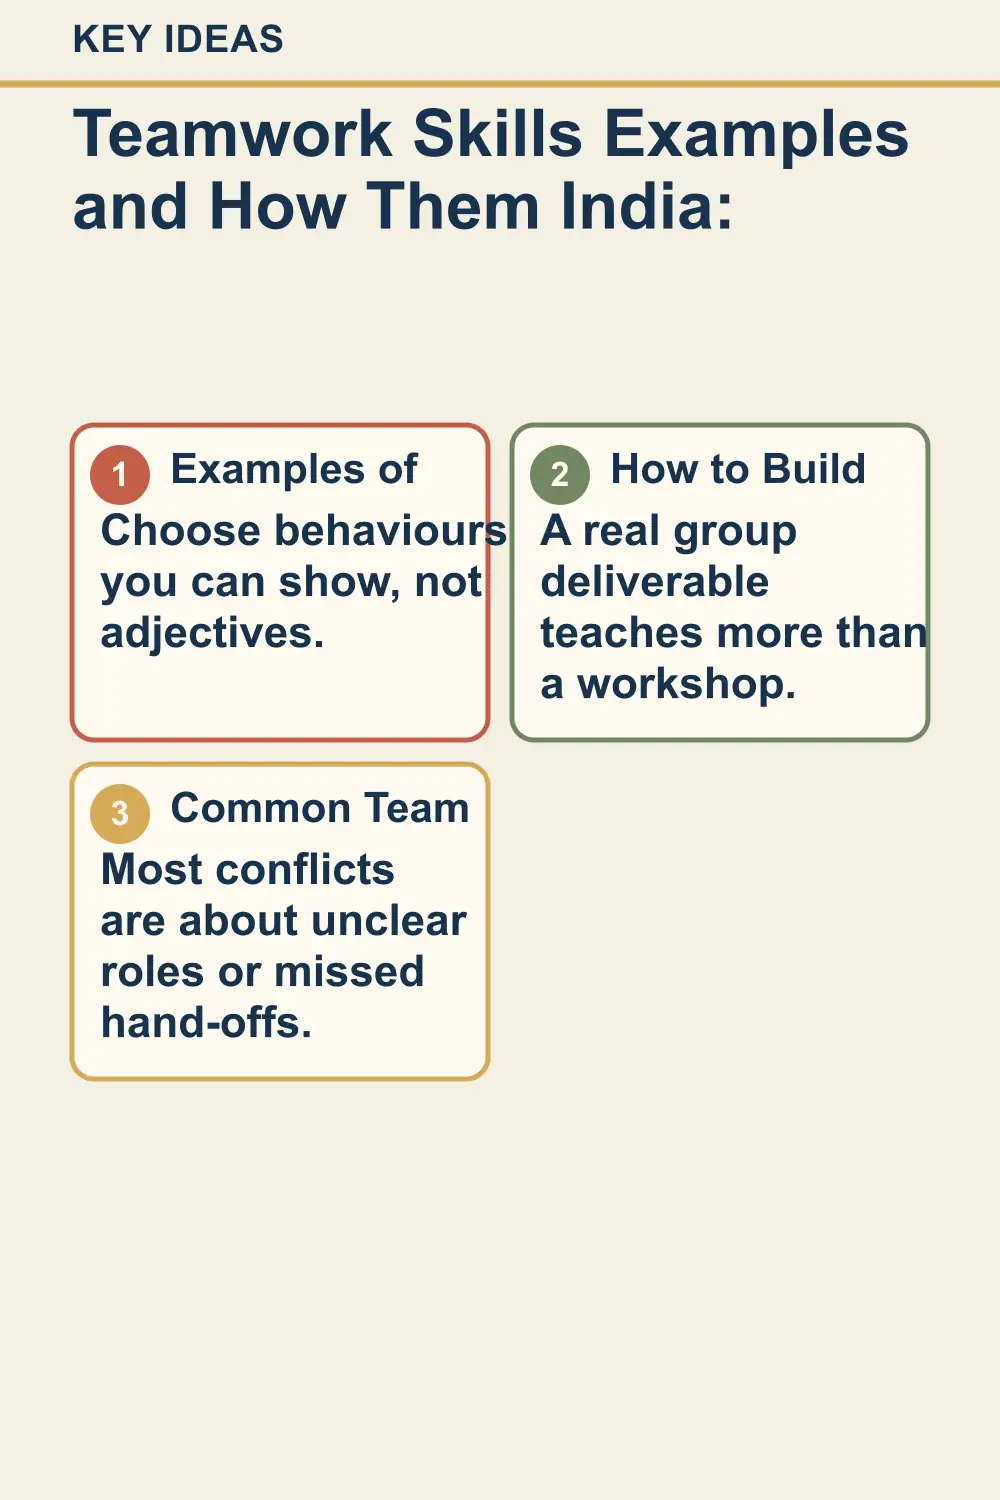 KEY IDEAS
Teamwork Skills Examples
and How Them India:
1 Examples of
Choose behaviours
you can show, not
adjectives.
2 How to Build
A real group
deliverable
teaches more than
a workshop.
3 Common Team
Most conflicts
are about unclear
roles or missed
hand-offs.